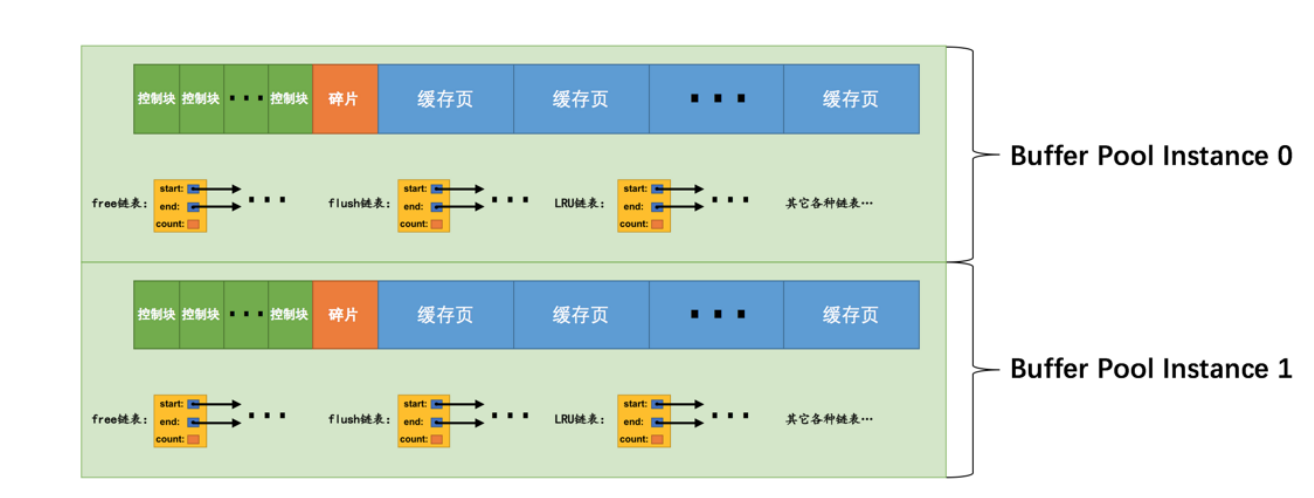 控制块 控制块 ··· 控制块 碎片 缓存页 缓存页 ··· 缓存页
Buffer Pool Instance 0
free链表: start: end: count: ··· flush链表: start: end: count: ··· LRU链表: start: end: count: ··· 其它各种链表…
控制块 控制块 ··· 控制块 碎片 缓存页 缓存页 ··· 缓存页
Buffer Pool Instance 1
free链表: start: end: count: ··· flush链表: start: end: count: ··· LRU链表: start: end: count: ··· 其它各种链表…